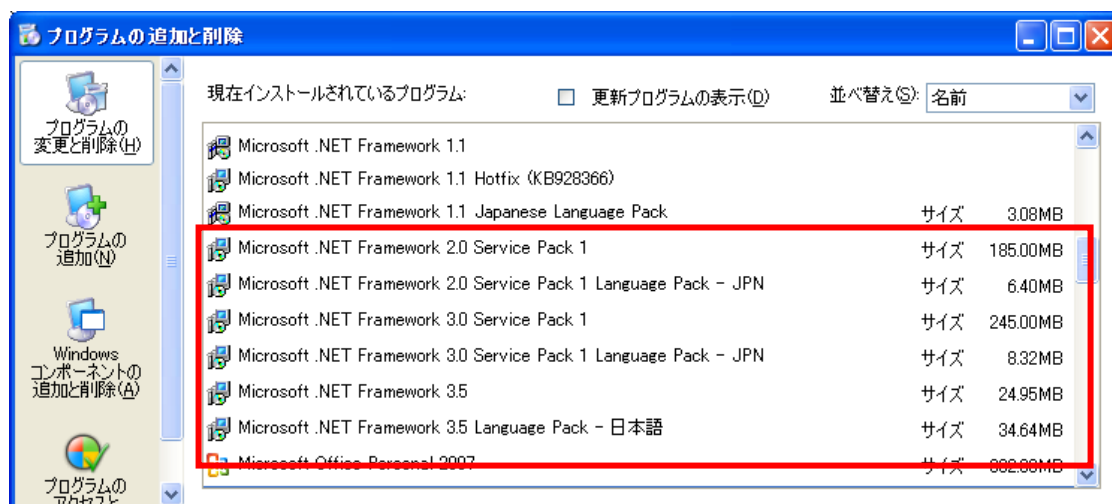 プログラムの追加と削除
プログラムの
変更と削除(H)
プログラムの
追加(N)
Windows
コンポーネントの
追加と削除(A)
プログラムの
現在インストールされているプログラム:
更新プログラムの表示(D)
並べ替え(S): 名前
Microsoft .NET Framework 1.1
Microsoft .NET Framework 1.1 Hotfix (KB928366)
Microsoft .NET Framework 1.1 Japanese Language Pack サイズ 3.08MB
Microsoft .NET Framework 2.0 Service Pack 1 サイズ 185.00MB
Microsoft .NET Framework 2.0 Service Pack 1 Language Pack - JPN サイズ 6.40MB
Microsoft .NET Framework 3.0 Service Pack 1 サイズ 245.00MB
Microsoft .NET Framework 3.0 Service Pack 1 Language Pack - JPN サイズ 8.32MB
Microsoft .NET Framework 3.5 サイズ 24.95MB
Microsoft .NET Framework 3.5 Language Pack - 日本語 サイズ 34.64MB
Microsoft Office Personal 2007 サイズ